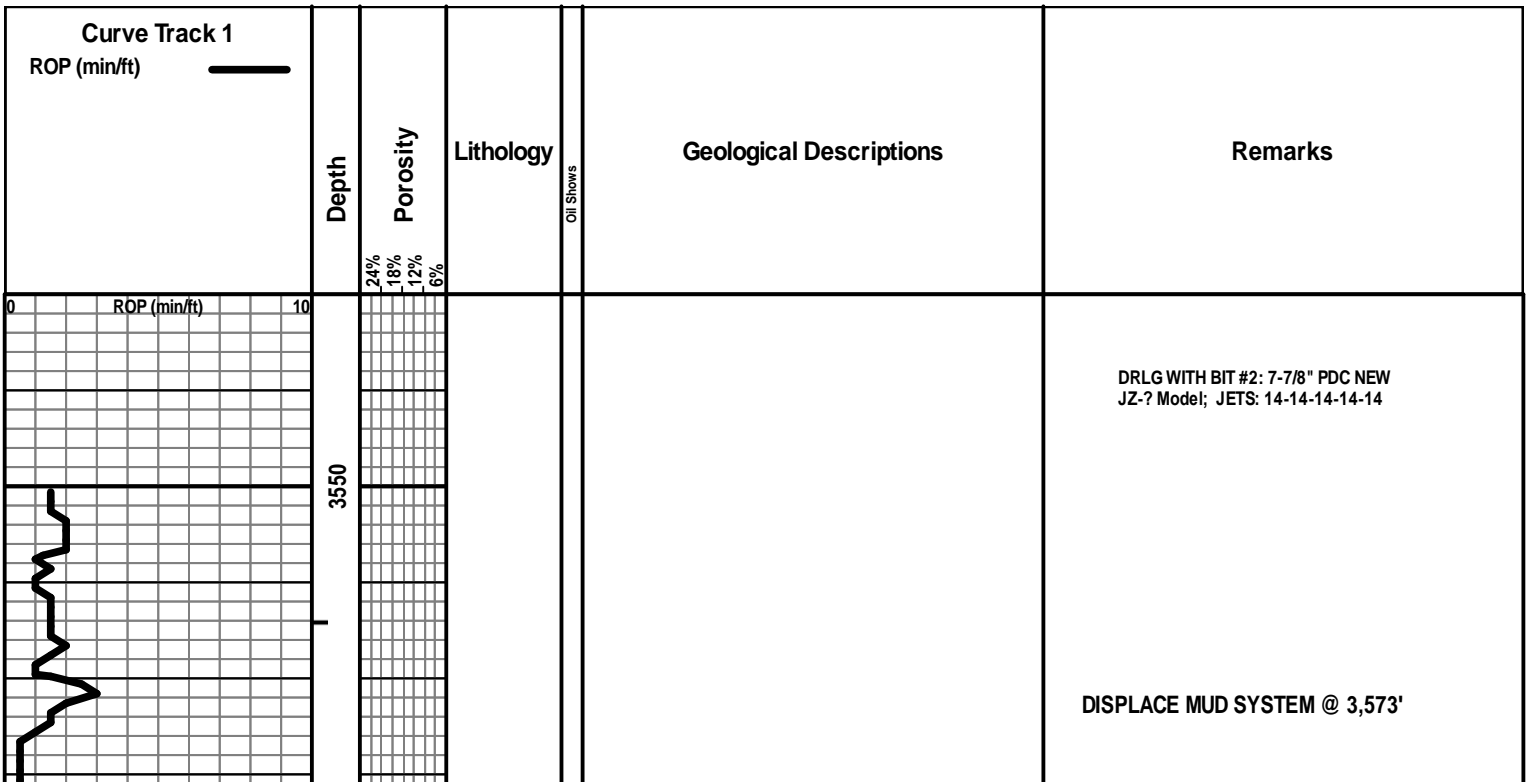 Curve Track 1
ROP (min/ft)
Depth
Porosity
24%
18%
12%
6%
Lithology
Oil Shows
Geological Descriptions
Remarks
0 ROP (min/ft) 10
DRLG WITH BIT #2: 7-7/8" PDC NEW
JZ-? Model; JETS: 14-14-14-14-14
3550
DISPLACE MUD SYSTEM @ 3,573'